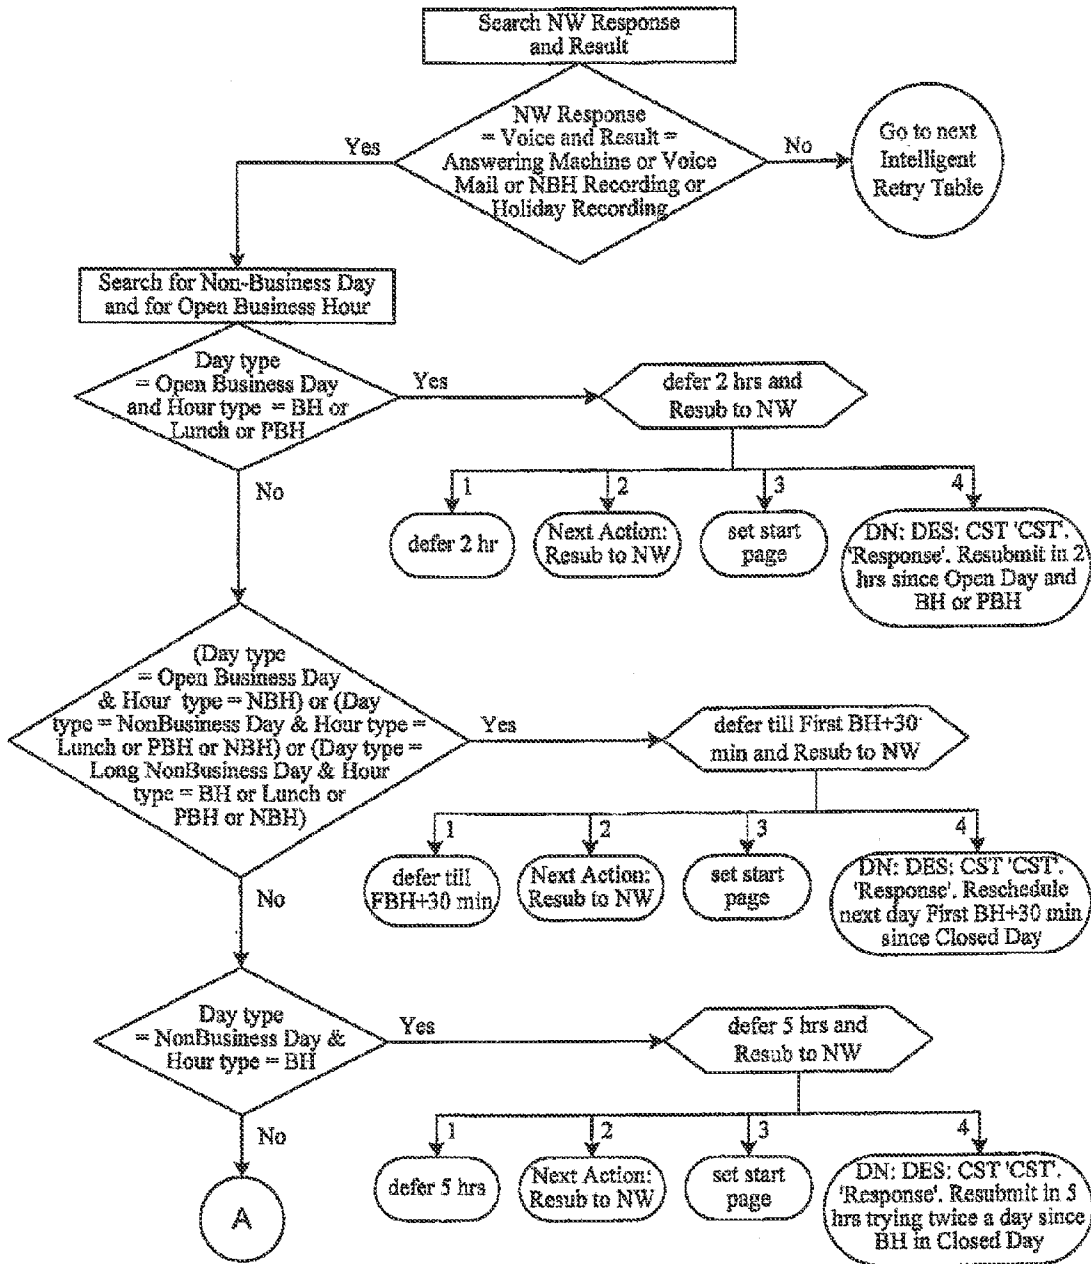 Search NW Response
and Result
NW Response
= Voice and Result =
Answering Machine or Voice
Mail or NBH Recording or
Holiday Recording
Yes
No
Go to next
Intelligent
Retry Table
Search for Non-Business Day
and for Open Business Hour
Day type
= Open Business Day
and Hour type = BH or
Lunch or PBH
Yes
No
defer 2 hrs and
Resub to NW
1
2
3
4
defer 2 hr
Next Action:
Resub to NW
set start
page
DN: DES: CST 'CST'.
'Response'. Resubmit in 2
hrs since Open Day and
BH or PBH
(Day type
= Open Business Day
& Hour type = NBH) or (Day
type = NonBusiness Day & Hour type =
Lunch or PBH or NBH) or (Day type =
Long NonBusiness Day & Hour
type = BH or Lunch or
PBH or NBH)
Yes
No
defer till First BH+30
min and Resub to NW
1
2
3
4
defer till
FBH+30 min
Next Action:
Resub to NW
set start
page
DN: DES: CST 'CST'.
'Response'. Reschedule
next day First BH+30 min
since Closed Day
Day type
= NonBusiness Day &
Hour type = BH
Yes
No
defer 5 hrs and
Resub to NW
1
2
3
4
defer 5 hrs
Next Action:
Resub to NW
set start
page
DN: DES: CST 'CST'.
'Response'. Resubmit in 5
hrs trying twice a day since
BH in Closed Day
A